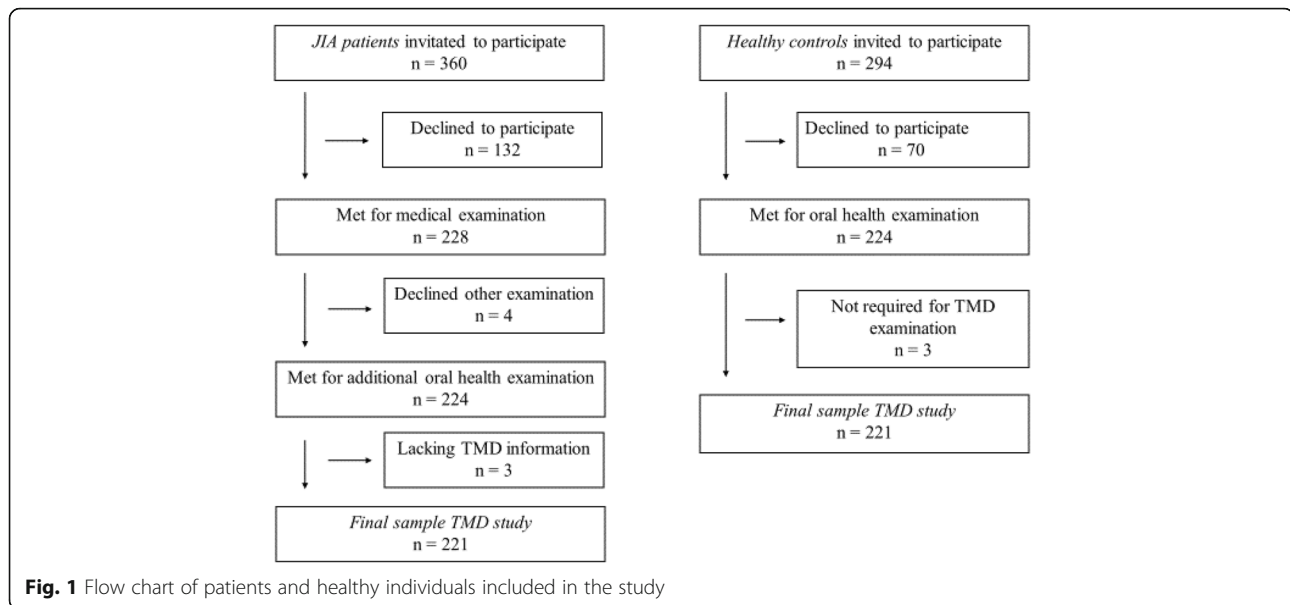 JIA patients invitated to participate
n = 360
Declined to participate
n = 132
Met for medical examination
n = 228
Declined other examination
n = 4
Met for additional oral health examination
n = 224
Lacking TMD information
n = 3
Final sample TMD study
n = 221
Healthy controls invited to participate
n = 294
Declined to participate
n = 70
Met for oral health examination
n = 224
Not required for TMD
examination
n = 3
Final sample TMD study
n = 221
Fig. 1 Flow chart of patients and healthy individuals included in the study